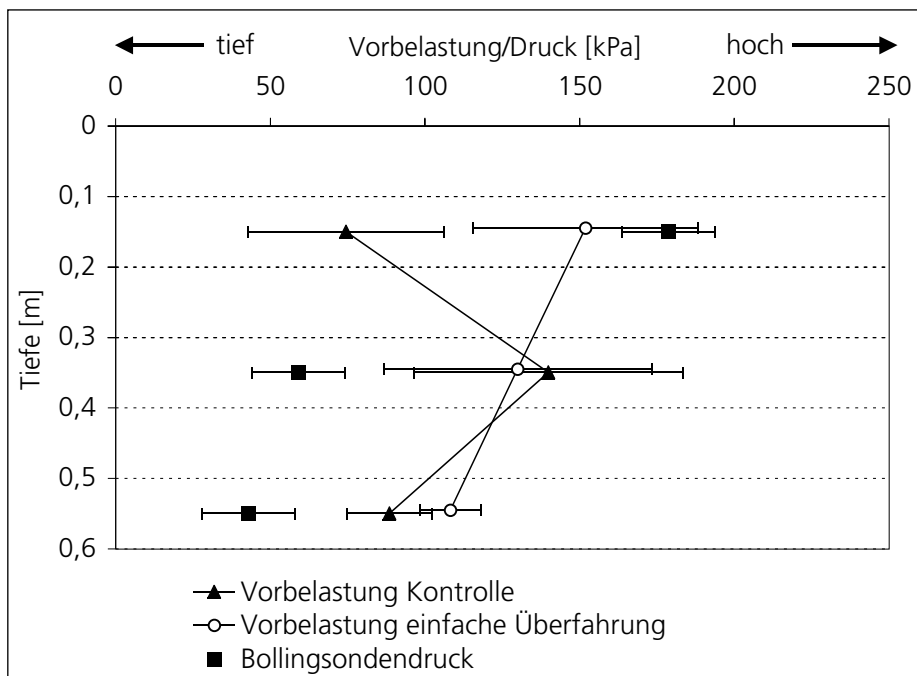 tief Vorbelastung/Druck [kPa] hoch
0 50 100 150 200 250
0
0,1
0,2
0,3
0,4
0,5
0,6
Tiefe [m]
Vorbelastung Kontrolle
Vorbelastung einfache Überfahrung
Bollingsondendruck